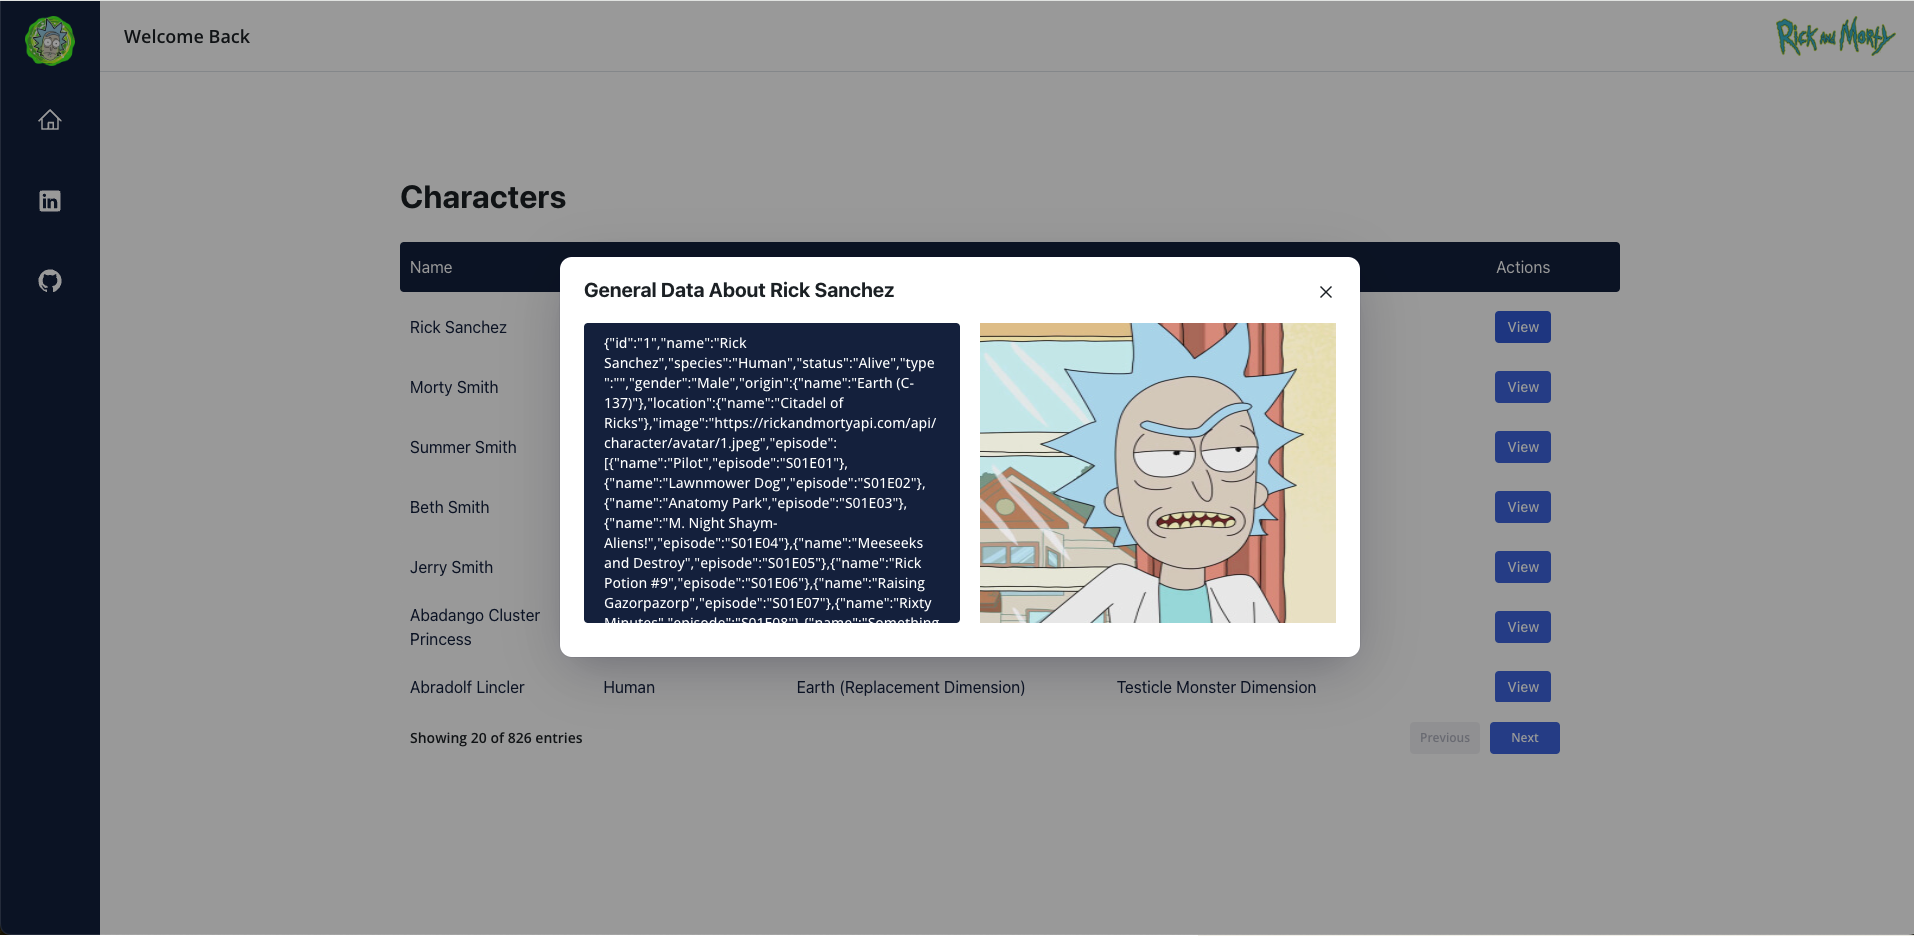 Welcome Back
Rick and Morty
Characters
Name
Actions
General Data About Rick Sanchez
{"id":"1","name":"Rick
Sanchez","species":"Human","status":"Alive","type
":"","gender":"Male","origin":{"name":"Earth (C-
137)"},"location":{"name":"Citadel of
Ricks"},"image":"https://rickandmortyapi.com/api/
character/avatar/1.jpeg","episode":
[{"name":"Pilot","episode":"S01E01"},
{"name":"Lawnmower Dog","episode":"S01E02"},
{"name":"Anatomy Park","episode":"S01E03"},
{"name":"M. Night Shaym-
Aliens!","episode":"S01E04"},{"name":"Meeseeks
and Destroy","episode":"S01E05"},{"name":"Rick
Potion #9","episode":"S01E06"},{"name":"Raising
Gazorpazorp","episode":"S01E07"},{"name":"Rixty
Minutes","episode":"S01E08"},{"name":"Something
Rick Sanchez
View
Morty Smith
View
Summer Smith
View
Beth Smith
View
Jerry Smith
View
Abadango Cluster
Princess
View
Abradolf Lincler Human Earth (Replacement Dimension) Testicle Monster Dimension View
Showing 20 of 826 entries
Previous Next
in